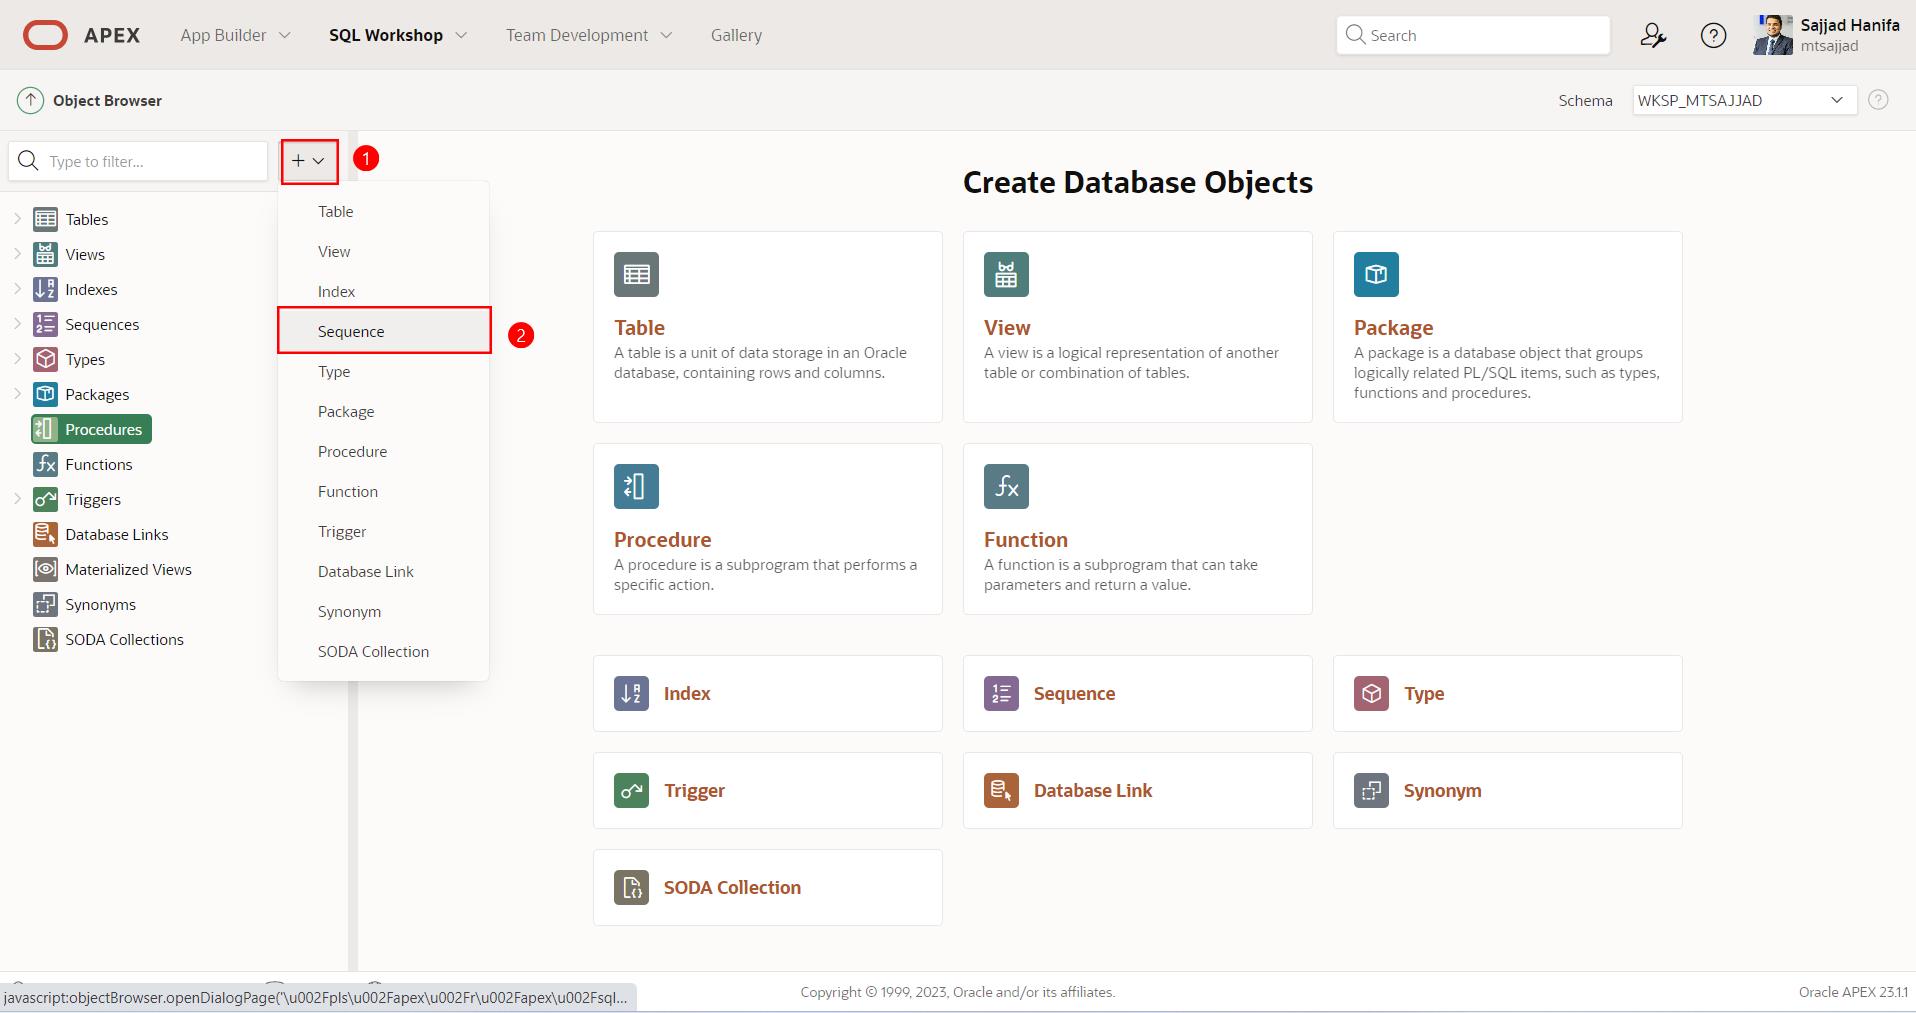 APEX
App Builder
SQL Workshop
Team Development
Gallery
Search
Sajjad Hanifa
mtsajjad
Object Browser
Schema
WKSP_MTSAJJAD
Type to filter...
1
Table
View
Index
Sequence
2
Type
Package
Procedure
Function
Trigger
Database Link
Synonym
SODA Collection
Tables
Views
Indexes
Sequences
Types
Packages
Procedures
Functions
Triggers
Database Links
Materialized Views
Synonyms
SODA Collections
Create Database Objects
Table
A table is a unit of data storage in an Oracle
database, containing rows and columns.
View
A view is a logical representation of another
table or combination of tables.
Package
A package is a database object that groups
logically related PL/SQL items, such as types,
functions and procedures.
Procedure
A procedure is a subprogram that performs a
specific action.
Function
A function is a subprogram that can take
parameters and return a value.
Index
Sequence
Type
Trigger
Database Link
Synonym
SODA Collection
javascript:objectBrowser.openDialogPage('\u002Fpls\u002Fapex\u002Fr\u002Fapex\u002Fsql...
Copyright © 1999, 2023, Oracle and/or its affiliates.
Oracle APEX 23.1.1